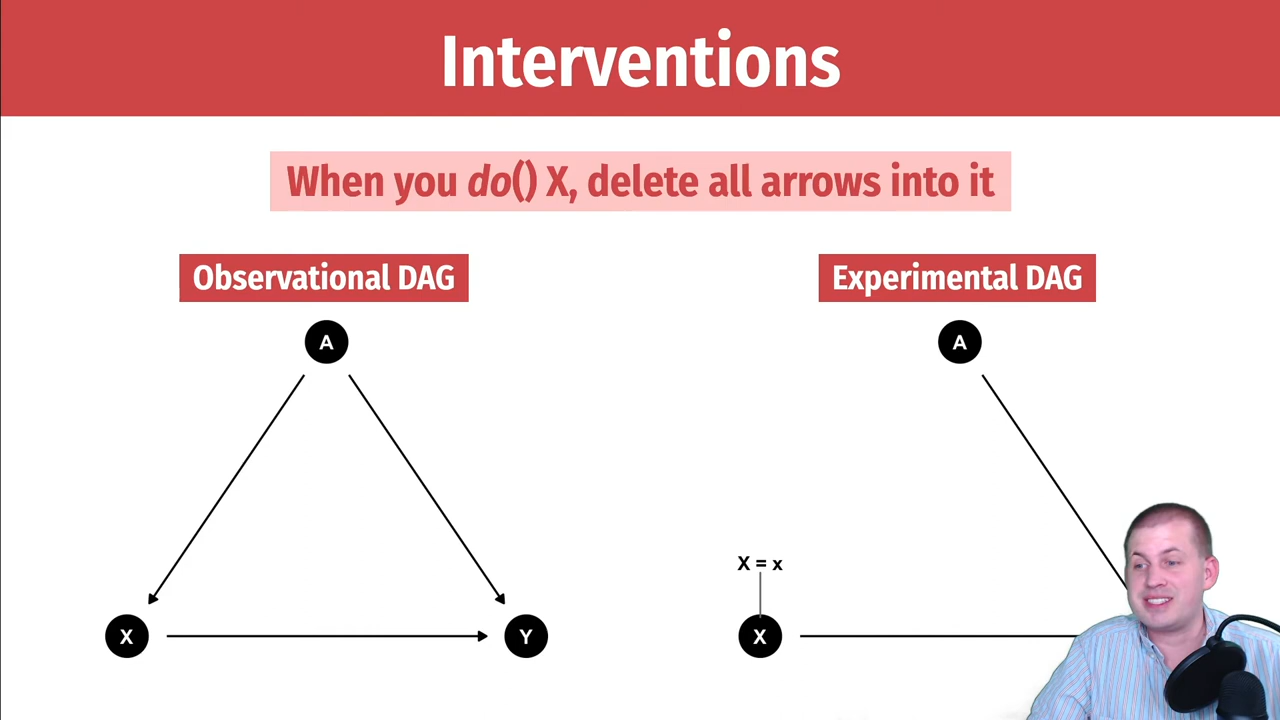 Interventions
When you do() X, delete all arrows into it
Observational DAG
Experimental DAG
A
A
X = x
X
Y
X